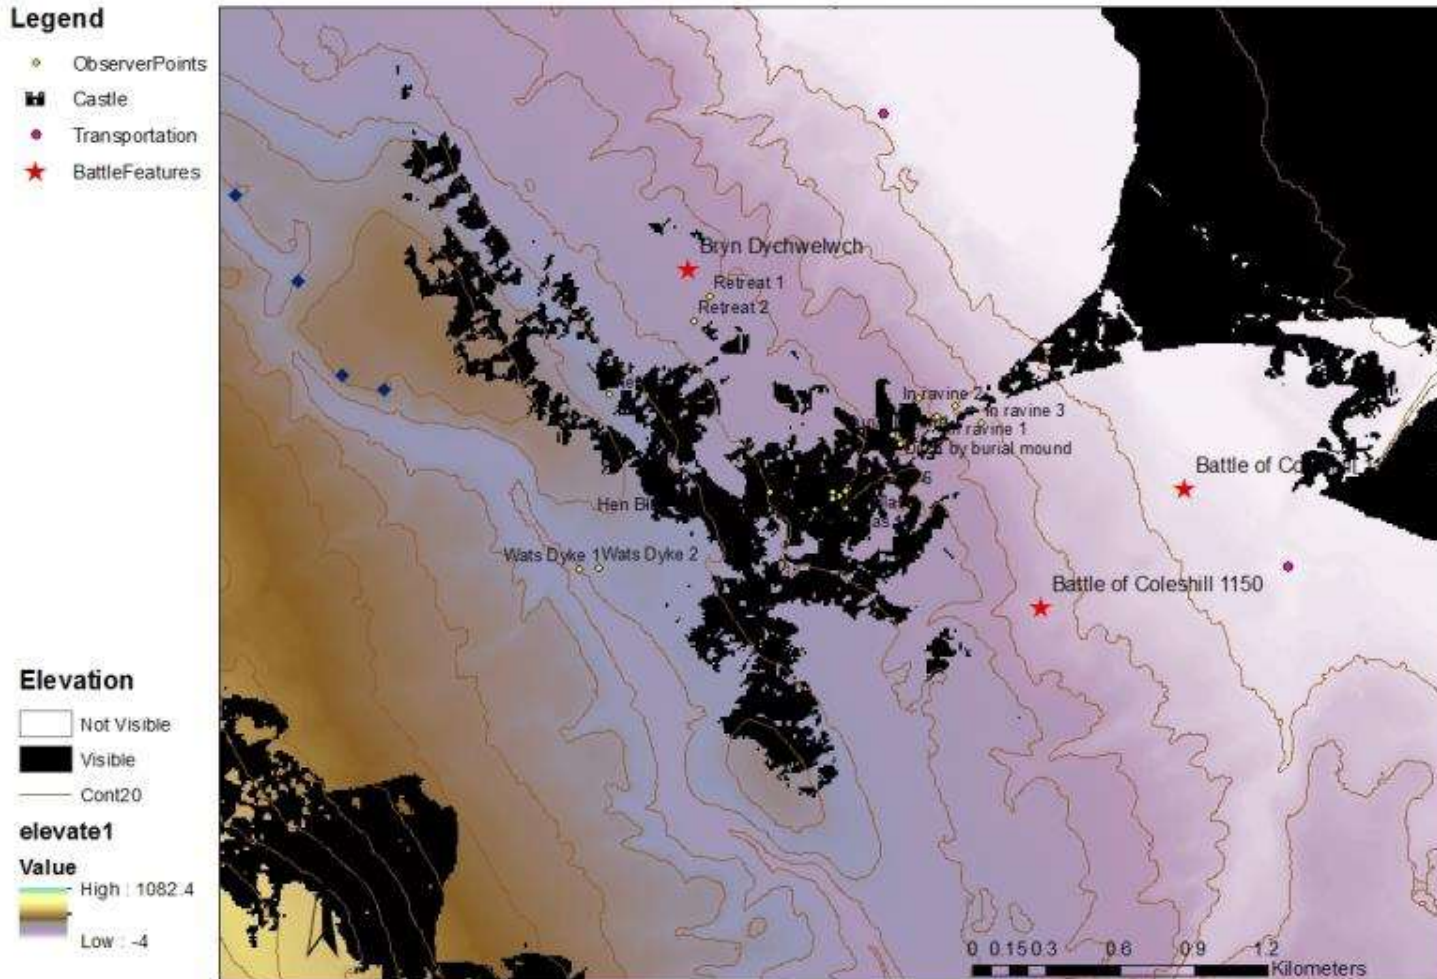 Legend
ObserverPoints
Castle
Transportation
BattleFeatures
Elevation
Not Visible
Visible
Cont20
elevate1
Value
High : 1082.4
Low : -4
Bryn Dychwelwch
Retreat 1
Retreat 2
In ravine 2
In ravine 3
ravine 1
by burial mound
Battle of
Hen
Wats Dyke 1
Wats Dyke 2
Battle of Coleshill 1150
0 0.15 0.3 0.6 0.9 1.2
Kilometers